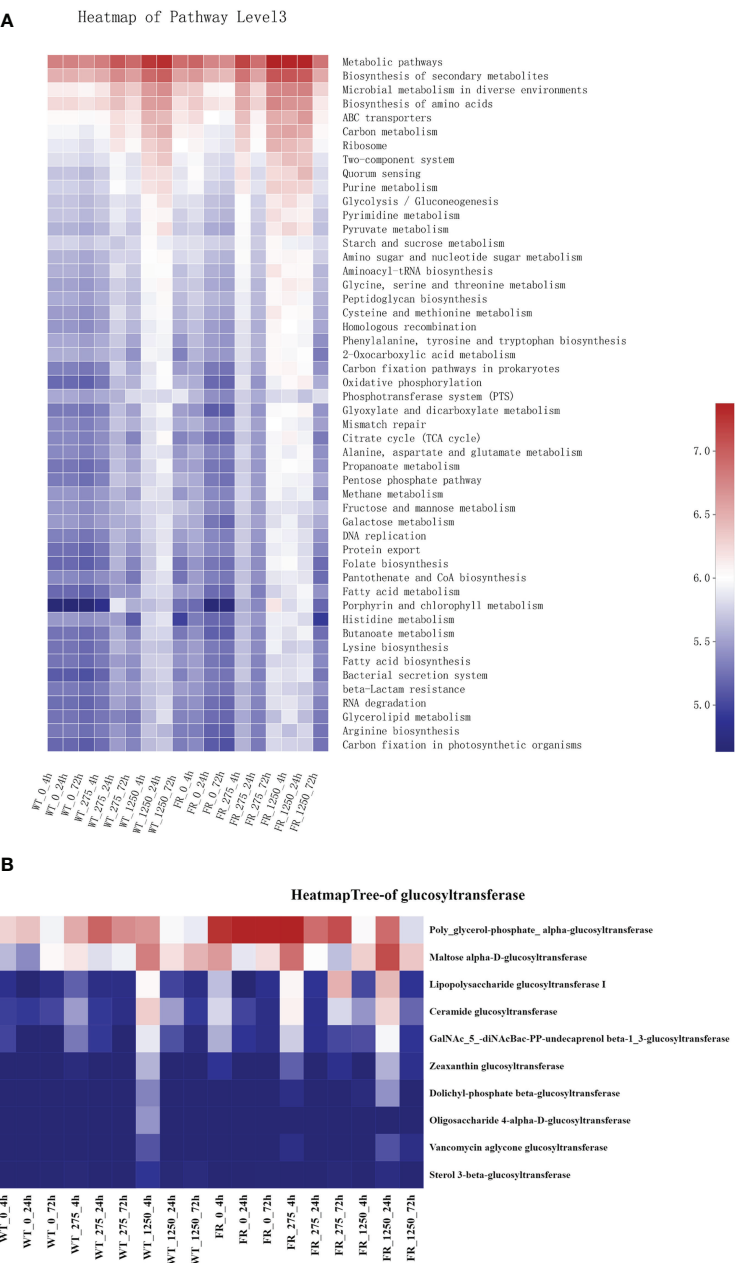 A
Heatmap of Pathway Level3
Metabolic pathways
Biosynthesis of secondary metabolites
Microbial metabolism in diverse environments
Biosynthesis of amino acids
ABC transporters
Carbon metabolism
Ribosome
Two-component system
Quorum sensing
Purine metabolism
Glycolysis / Gluconeogenesis
Pyrimidine metabolism
Pyruvate metabolism
Starch and sucrose metabolism
Amino sugar and nucleotide sugar metabolism
Aminoacyl-tRNA biosynthesis
Glycine, serine and threonine metabolism
Peptidoglycan biosynthesis
Cysteine and methionine metabolism
Homologous recombination
Phenylalanine, tyrosine and tryptophan biosynthesis
2-Oxocarboxylic acid metabolism
Carbon fixation pathways in prokaryotes
Oxidative phosphorylation
Phosphotransferase system (PTS)
Glyoxylate and dicarboxylate metabolism
Mismatch repair
Citrate cycle (TCA cycle)
Alanine, aspartate and glutamate metabolism
Propanoate metabolism
Pentose phosphate pathway
Methane metabolism
Fructose and mannose metabolism
Galactose metabolism
DNA replication
Protein export
Folate biosynthesis
Pantothenate and CoA biosynthesis
Fatty acid metabolism
Porphyrin and chlorophyll metabolism
Histidine metabolism
Butanoate metabolism
Lysine biosynthesis
Fatty acid biosynthesis
Bacterial secretion system
beta-Lactam resistance
RNA degradation
Glycerolipid metabolism
Arginine biosynthesis
Carbon fixation in photosynthetic organisms
7.0
6.5
6.0
5.5
5.0
WT_0_4h
WT_0_24h
WT_0_72h
WT_275_4h
WT_275_24h
WT_275_72h
WT_1250_4h
WT_1250_24h
WT_1250_72h
FR_0_4h
FR_0_24h
FR_0_72h
FR_275_4h
FR_275_24h
FR_275_72h
FR_1250_4h
FR_1250_24h
FR_1250_72h
B
HeatmapTree-of glucosyltransferase
Poly_glycerol-phosphate_ alpha-glucosyltransferase
Maltose alpha-D-glucosyltransferase
Lipopolysaccharide glucosyltransferase I
Ceramide glucosyltransferase
GalNAc_5_-diNAcBac-PP-undecaprenol beta-1_3-glucosyltransferase
Zeaxanthin glucosyltransferase
Dolichyl-phosphate beta-glucosyltransferase
Oligosaccharide 4-alpha-D-glucosyltransferase
Vancomycin aglycone glucosyltransferase
Sterol 3-beta-glucosyltransferase
WT_0_4h
WT_0_24h
WT_0_72h
WT_275_4h
WT_275_24h
WT_275_72h
WT_1250_4h
WT_1250_24h
WT_1250_72h
FR_0_4h
FR_0_24h
FR_0_72h
FR_275_4h
FR_275_24h
FR_275_72h
FR_1250_4h
FR_1250_24h
FR_1250_72h